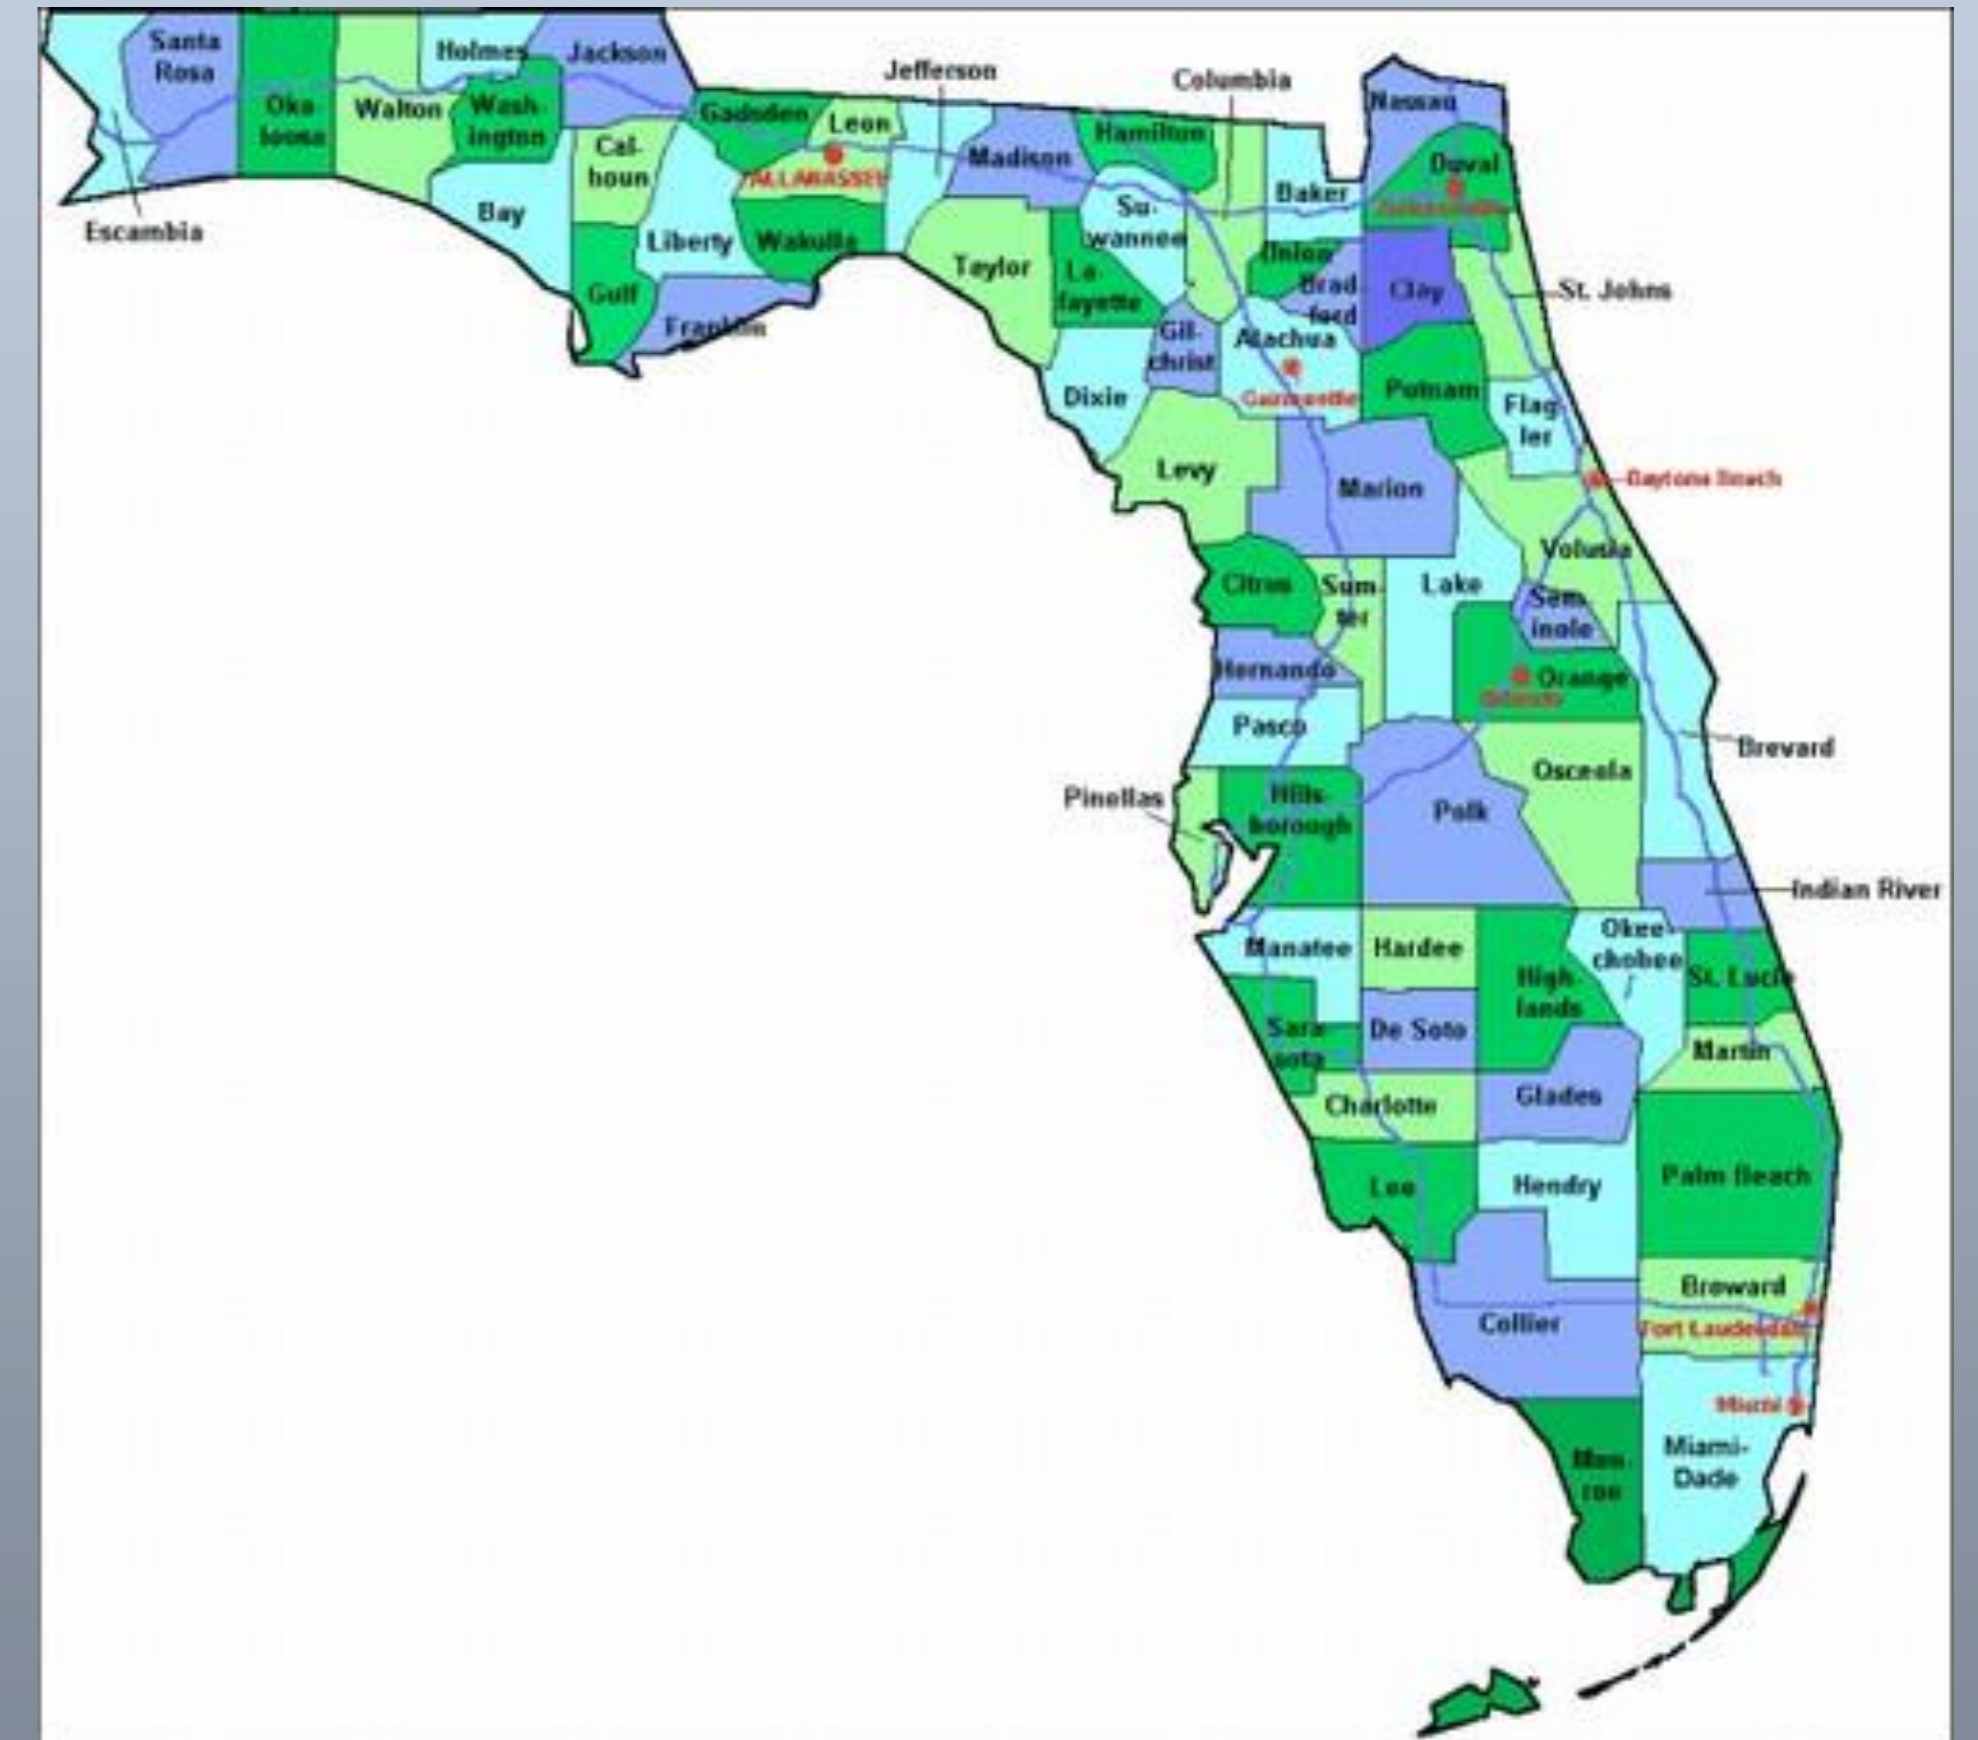 Santa
Rosa
Holmes
Jackson
Jefferson
Columbia
Nassau
Oka
loosa
Walton
Wash-
ington
Gadsden
Leon
Hamilton
Cal-
houn
Madison
Duval
Baker
Escambia
Bay
Liberty
Wakulla
Su-
wannee
Taylor
La
fayette
Union
Brad
ford
Clay
St. Johns
Gulf
Franklin
Gil-
christ
Alachua
Gainesville
Dixie
Putnam
Flag
ler
Levy
Marion
Daytona Beach
Volusia
Citrus
Sum-
ter
Lake
Sem-
inole
Hernando
Orange
Orlando
Pasco
Brevard
Osceola
Pinellas
Hills-
borough
Polk
Indian River
Manatee
Hardee
High
lands
Okee-
chobee
St. Lucie
Sara
sota
De Soto
Martin
Charlotte
Glades
Lee
Hendry
Palm Beach
Broward
Collier
Fort Lauderdale
Miami
Mon-
roe
Miami-
Dade